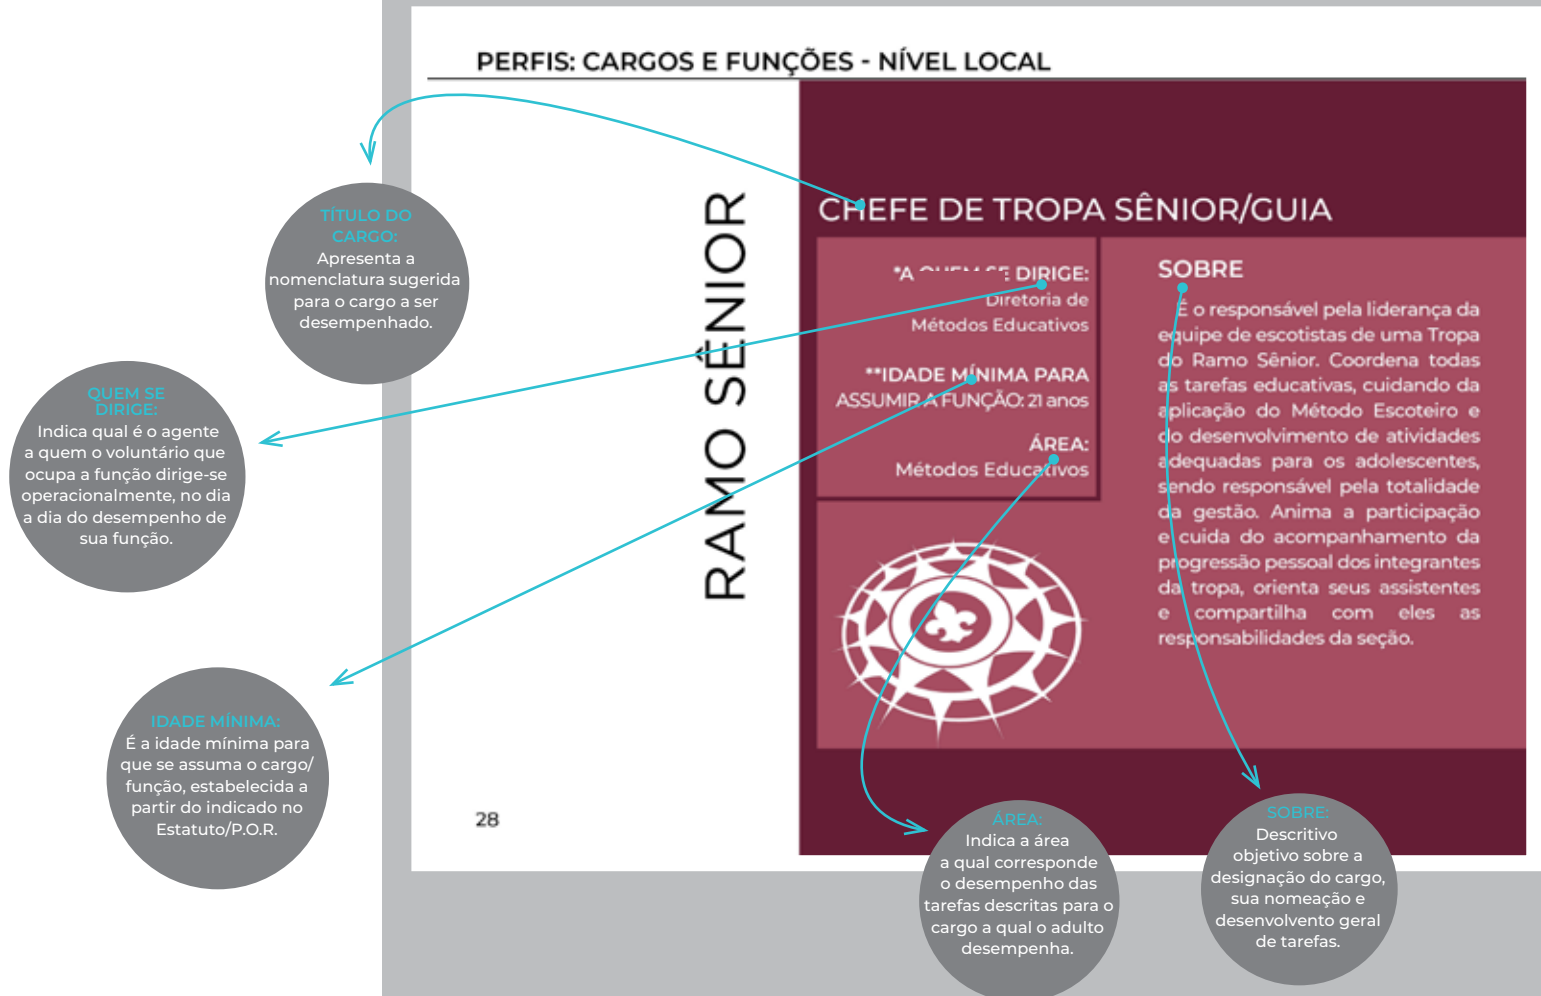 PERFIS: CARGOS E FUNÇÕES - NÍVEL LOCAL
TÍTULO DO
CARGO:
Apresenta a
nomenclatura sugerida
para o cargo a ser
desempenhado.
QUEM SE
DIRIGE:
Indica qual é o agente
a quem o voluntário que
ocupa a função dirige-se
operacionalmente, no dia
a dia do desempenho de
sua função.
IDADE MÍNIMA:
É a idade mínima para
que se assuma o cargo/
função, estabelecida a
partir do indicado no
Estatuto/P.O.R.
RAMO SÊNIOR
CHEFE DE TROPA SÊNIOR/GUIA
*A QUEM SE DIRIGE:
Diretoria de
Métodos Educativos
**IDADE MÍNIMA PARA
ASSUMIR A FUNÇÃO: 21 anos
ÁREA:
Métodos Educativos
SOBRE
É o responsável pela liderança da
equipe de escotistas de uma Tropa
do Ramo Sênior. Coordena todas
as tarefas educativas, cuidando da
aplicação do Método Escoteiro e
do desenvolvimento de atividades
adequadas para os adolescentes,
sendo responsável pela totalidade
da gestão. Anima a participação
e cuida do acompanhamento da
progressão pessoal dos integrantes
da tropa, orienta seus assistentes
e compartilha com eles as
responsabilidades da seção.
28
ÁREA:
Indica a área
a qual corresponde
o desempenho das
tarefas descritas para o
cargo a qual o adulto
desempenha.
SOBRE:
Descritivo
objetivo sobre a
designação do cargo,
sua nomeação e
desenvolvento geral
de tarefas.